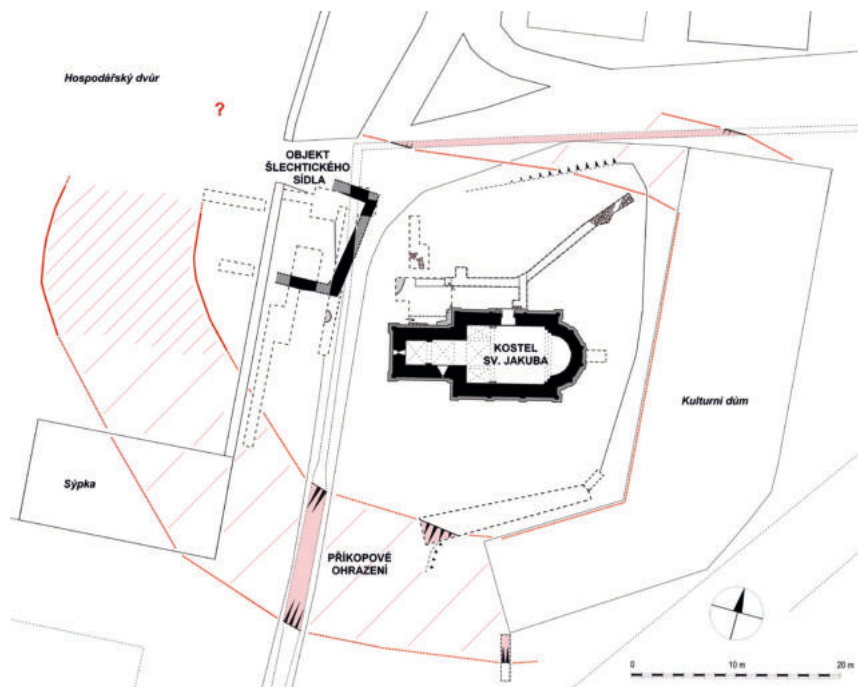 Hospodářský dvůr
?
OBJEKT
ŠLECHTICKÉHO
SÍDLA
KOSTEL
SV. JAKUBA
Kulturní dům
Sýpka
PŘÍKOPOVÉ
OHRAZENÍ
0 10 m 20 m